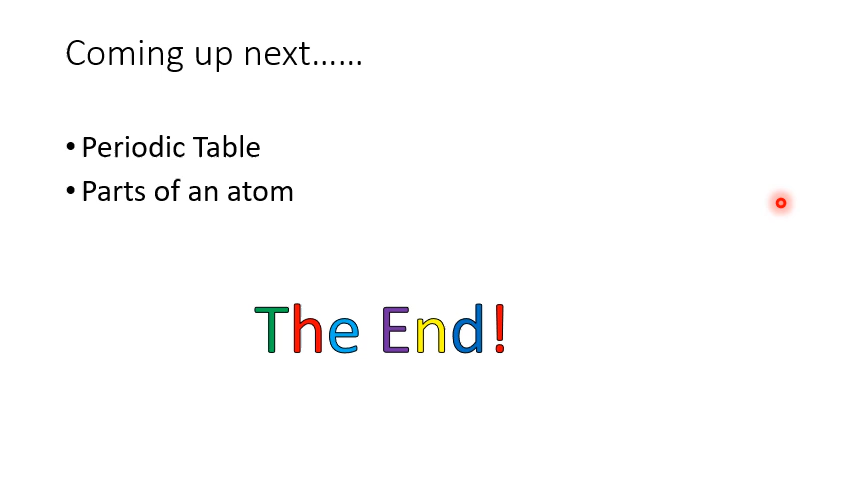 Coming up next......
• Periodic Table
• Parts of an atom
The End!